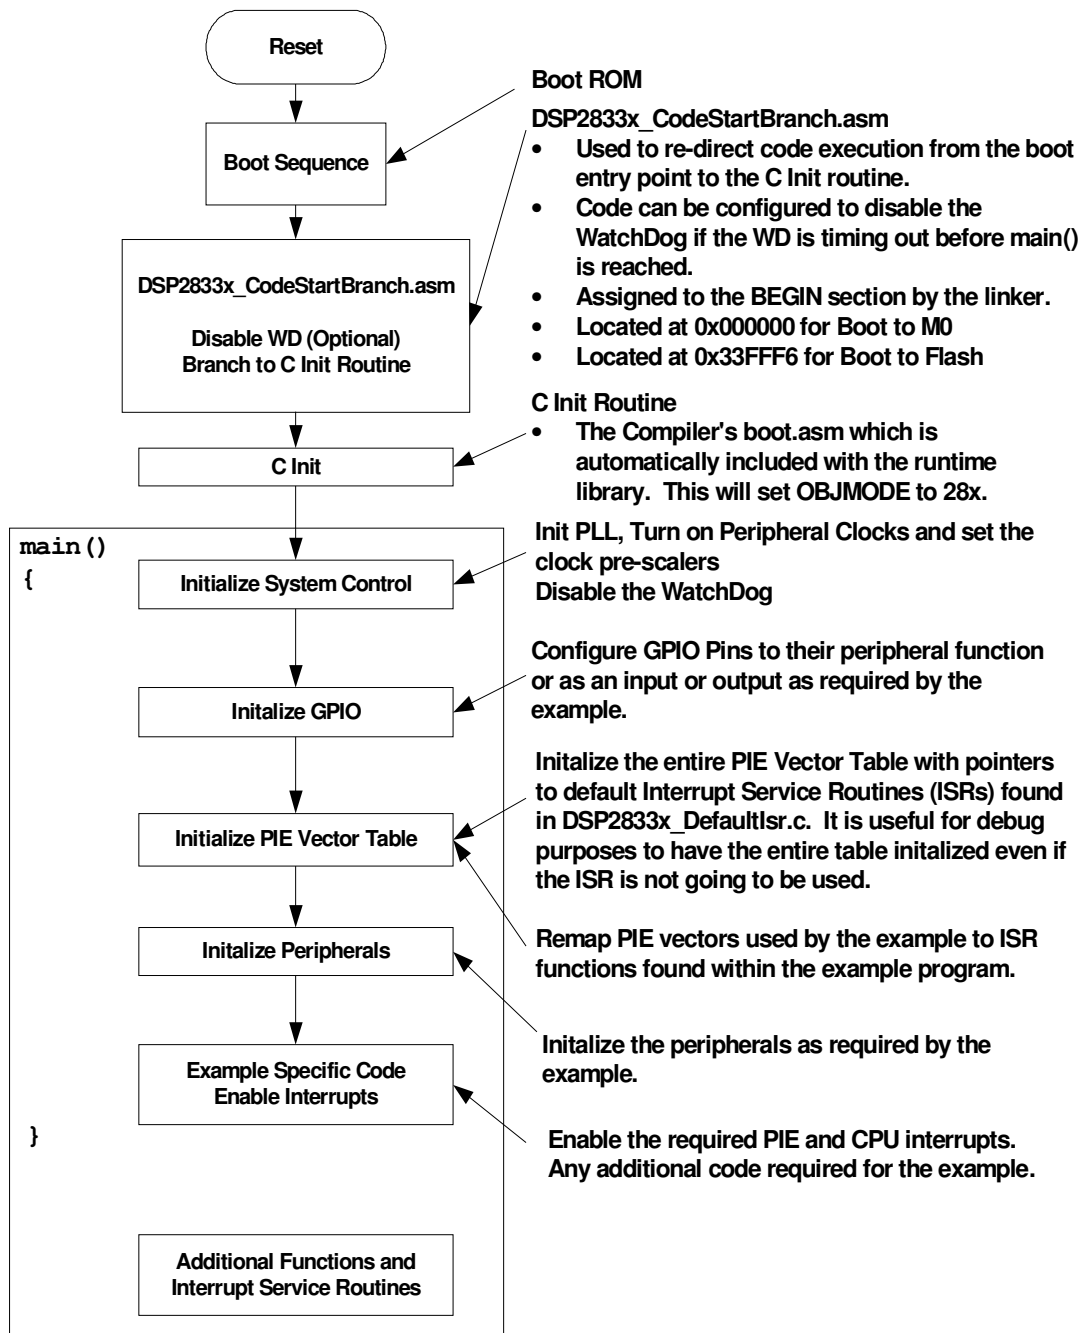 Reset
Boot Sequence
Boot ROM
DSP2833x_CodeStartBranch.asm
• Used to re-direct code execution from the boot
entry point to the C Init routine.
• Code can be configured to disable the
WatchDog if the WD is timing out before main()
is reached.
• Assigned to the BEGIN section by the linker.
• Located at 0x000000 for Boot to M0
• Located at 0x33FFF6 for Boot to Flash
DSP2833x_CodeStartBranch.asm
Disable WD (Optional)
Branch to C Init Routine
C Init
C Init Routine
• The Compiler's boot.asm which is
automatically included with the runtime
library. This will set OBJMODE to 28x.
main()
{
Initialize System Control
Init PLL, Turn on Peripheral Clocks and set the
clock pre-scalers
Disable the WatchDog
Initalize GPIO
Configure GPIO Pins to their peripheral function
or as an input or output as required by the
example.
Initialize PIE Vector Table
Initalize the entire PIE Vector Table with pointers
to default Interrupt Service Routines (ISRs) found
in DSP2833x_DefaultIsr.c. It is useful for debug
purposes to have the entire table initalized even if
the ISR is not going to be used.
Remap PIE vectors used by the example to ISR
functions found within the example program.
Initalize Peripherals
Initalize the peripherals as required by the
example.
Example Specific Code
Enable Interrupts
Enable the required PIE and CPU interrupts.
Any additional code required for the example.
}
Additional Functions and
Interrupt Service Routines